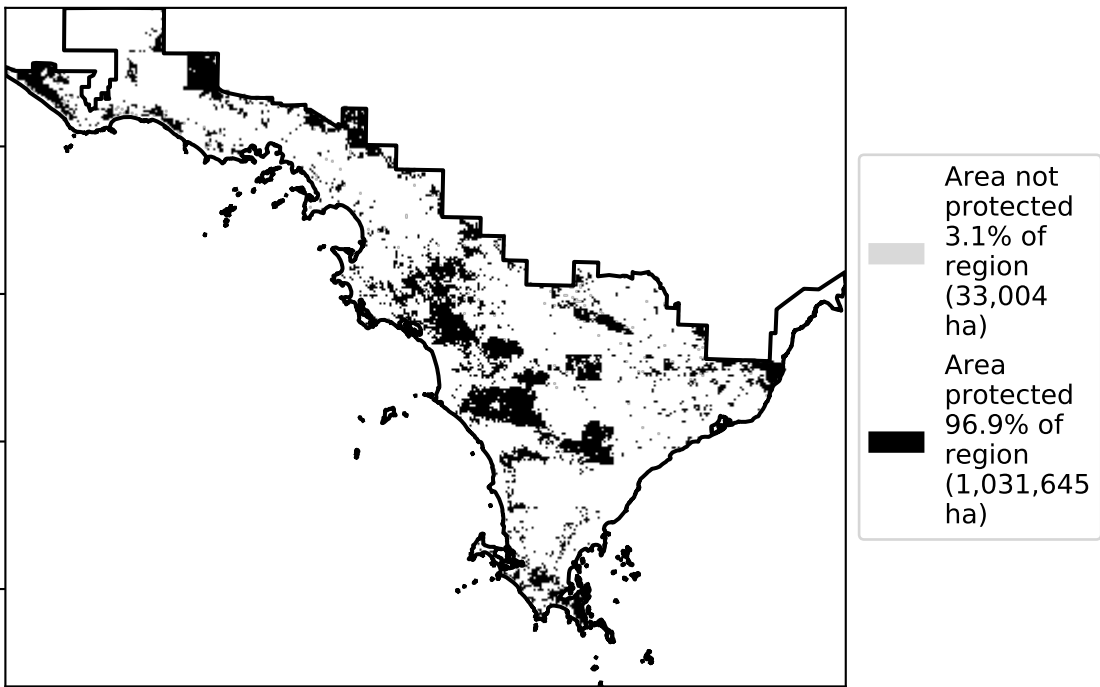 Area not
protected
3.1% of
region
(33,004
ha)
Area
protected
96.9% of
region
(1,031,645
ha)